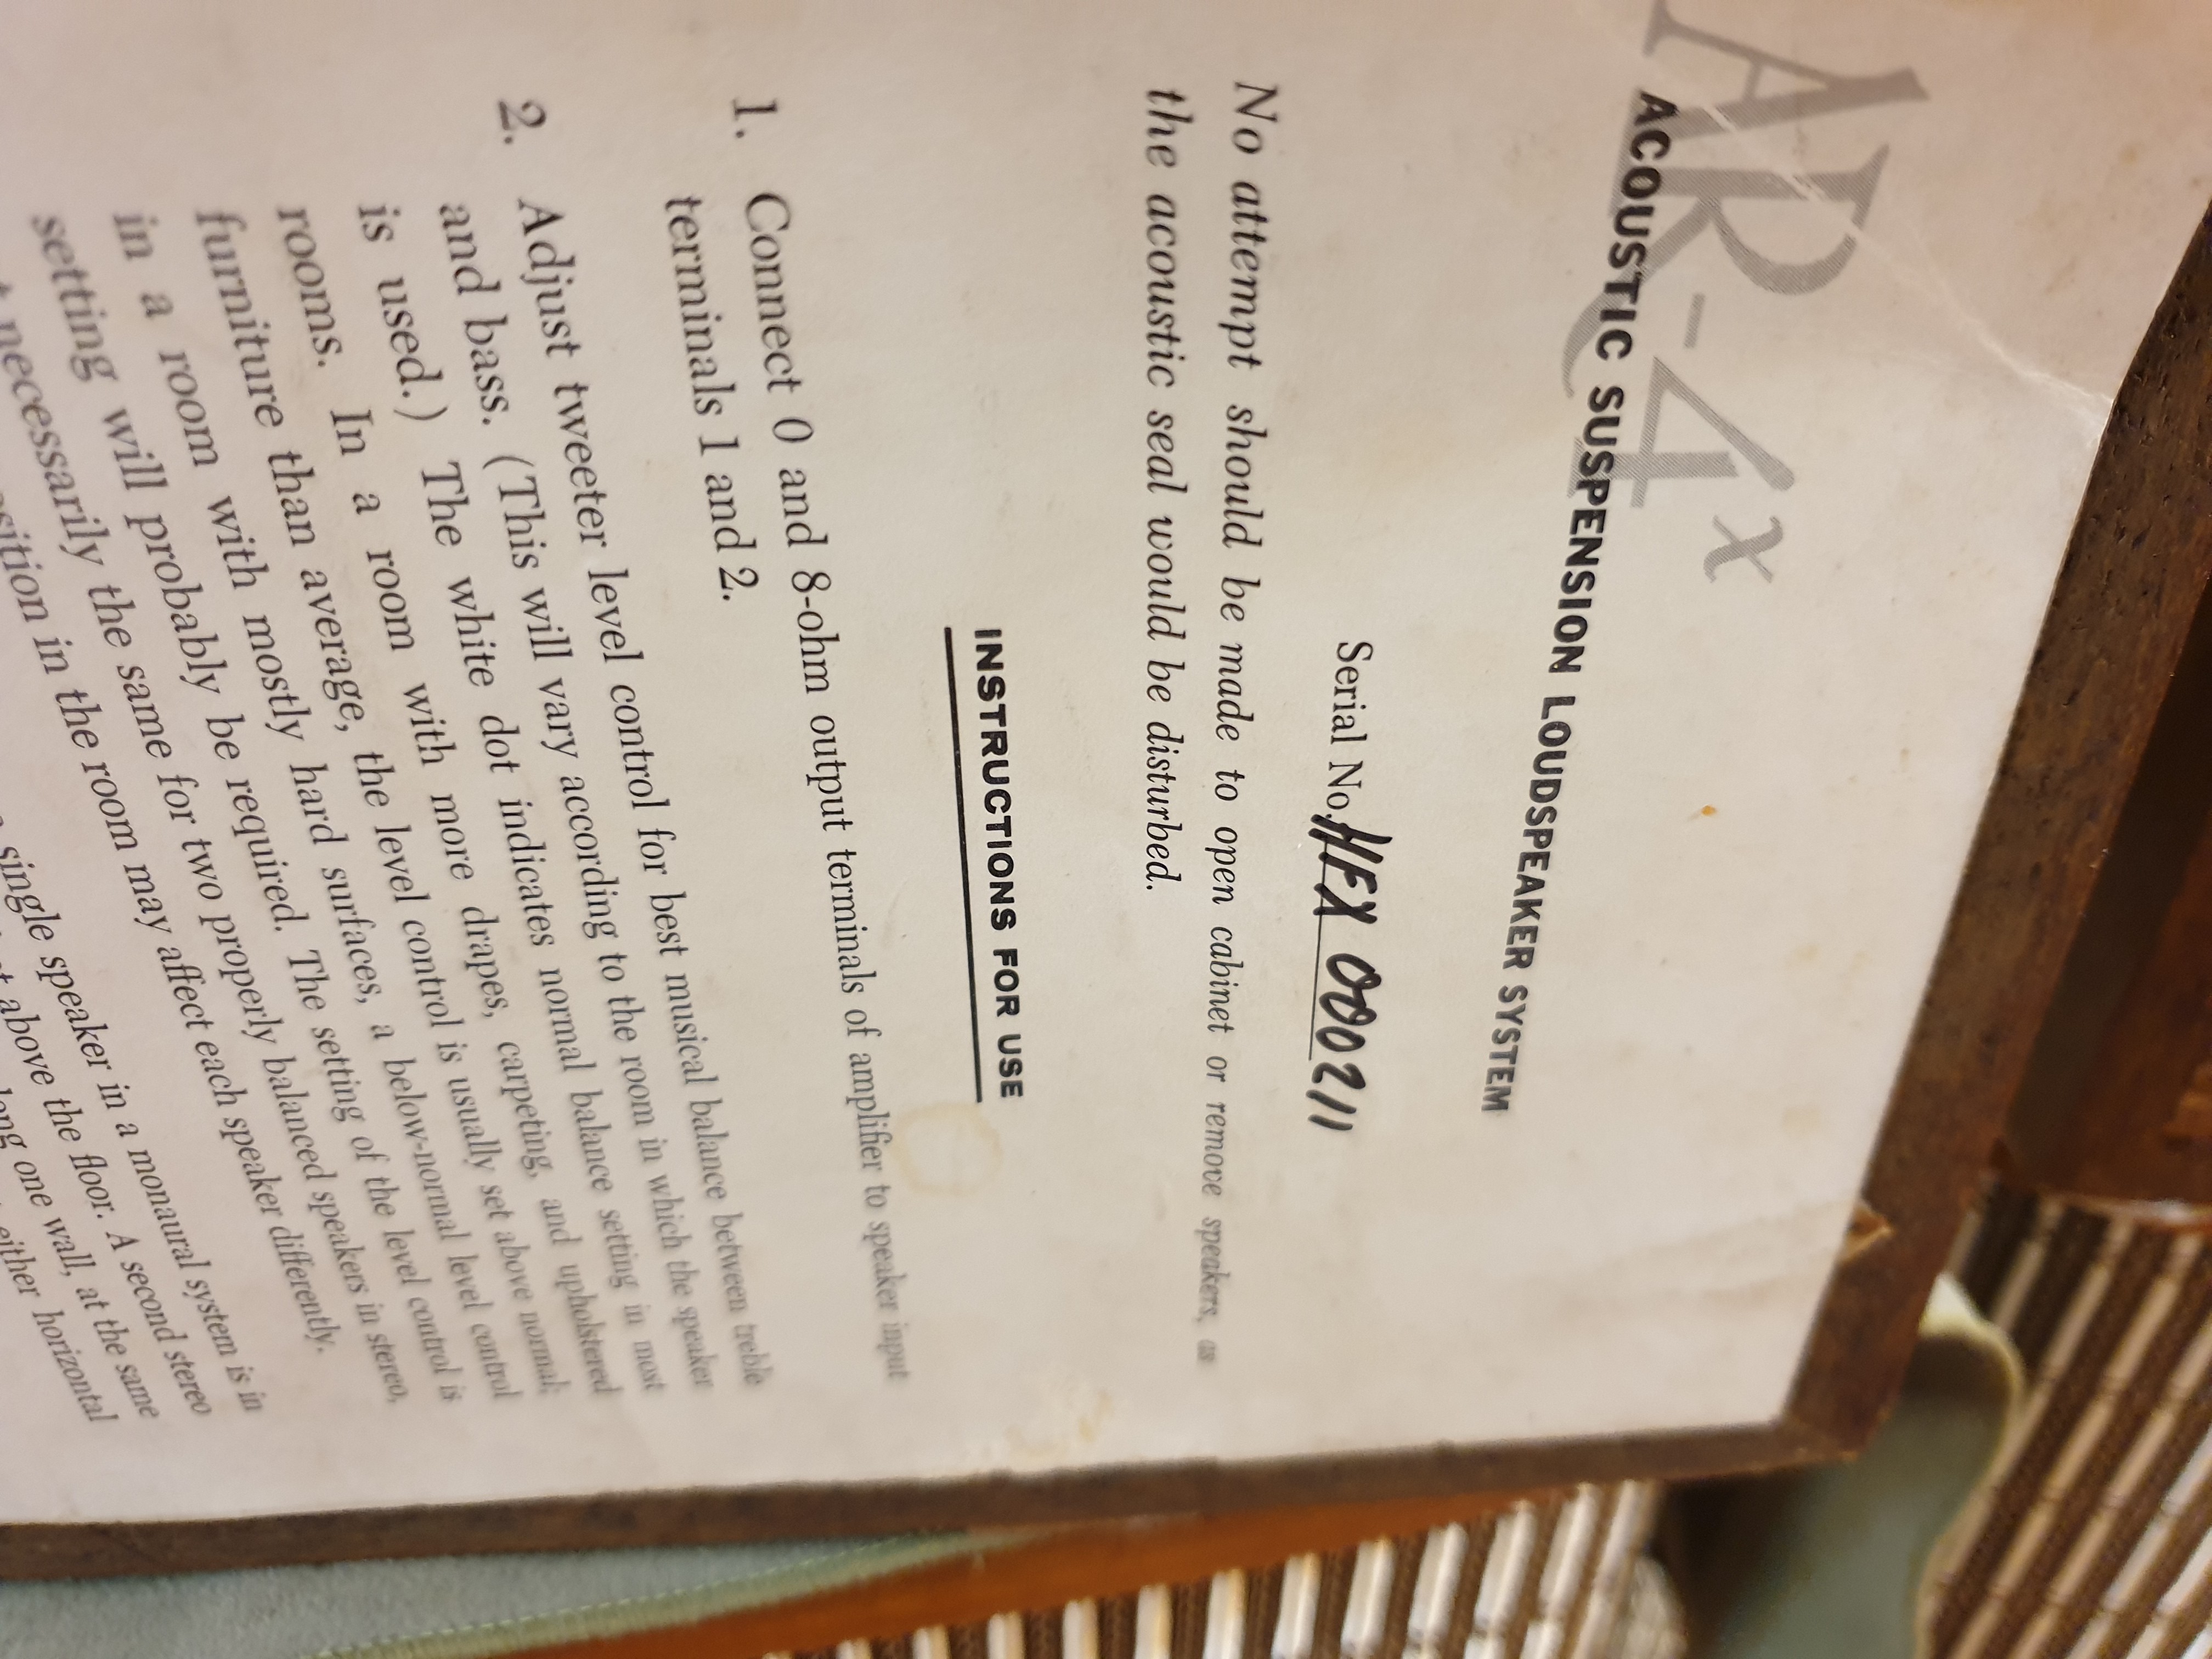 AR-4x
ACOUSTIC SUSPENSION LOUDSPEAKER SYSTEM
Serial No. HFX 000211
No attempt should be made to open cabinet or remove speakers, as
the acoustic seal would be disturbed.
INSTRUCTIONS FOR USE
1. Connect 0 and 8-ohm output terminals of amplifier to speaker input
terminals 1 and 2.
2. Adjust tweeter level control for best musical balance between treble
and bass. (This will vary according to the room in which the speaker
is used.) The white dot indicates normal balance setting in most
rooms. In a room with more drapes, carpeting, and upholstered
furniture than average, the level control is usually set above normal;
in a room with mostly hard surfaces, a below-normal level control
setting will probably be required. The setting of the level control is
necessarily the same for two properly balanced speakers in stereo,
in the room may affect each speaker differently.
single speaker in a monaural system is in
above the floor. A second stereo
one wall, at the same
either horizontal